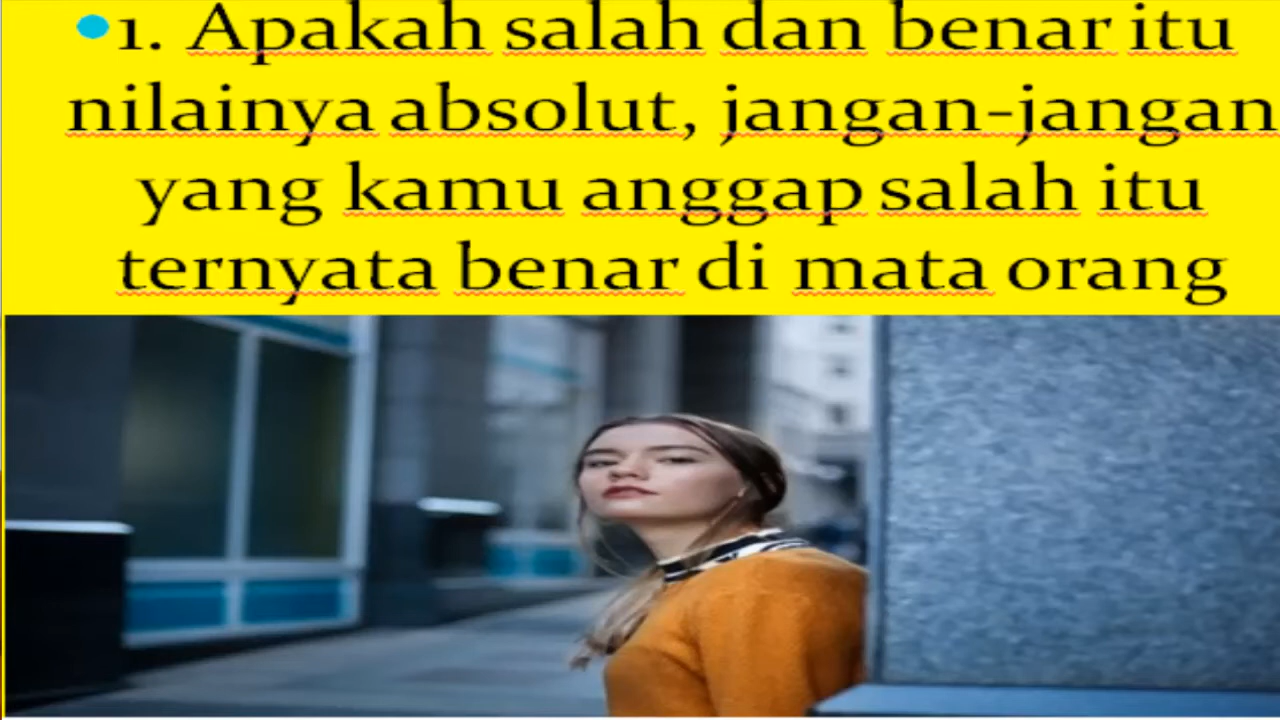 1. Apakah salah dan benar itu
nilainya absolut, jangan-jangan
yang kamu anggap salah itu
ternyata benar di mata orang